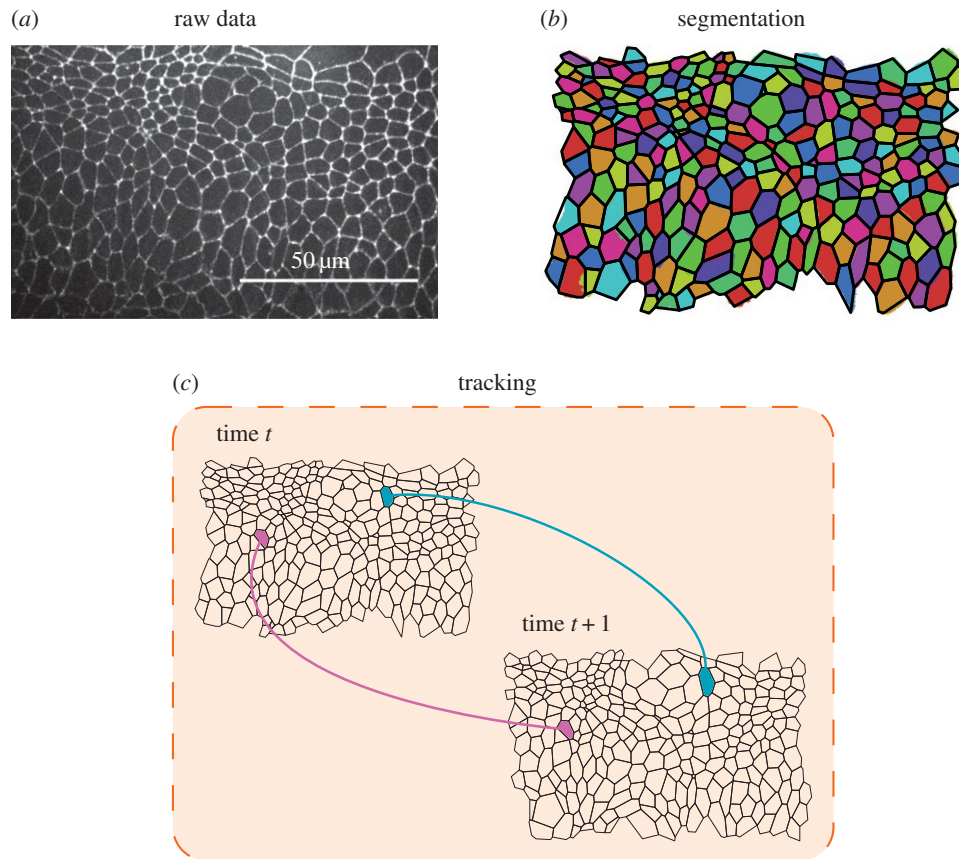 (a) raw data
50 µm
(b) segmentation
(c) tracking
time t
time t + 1